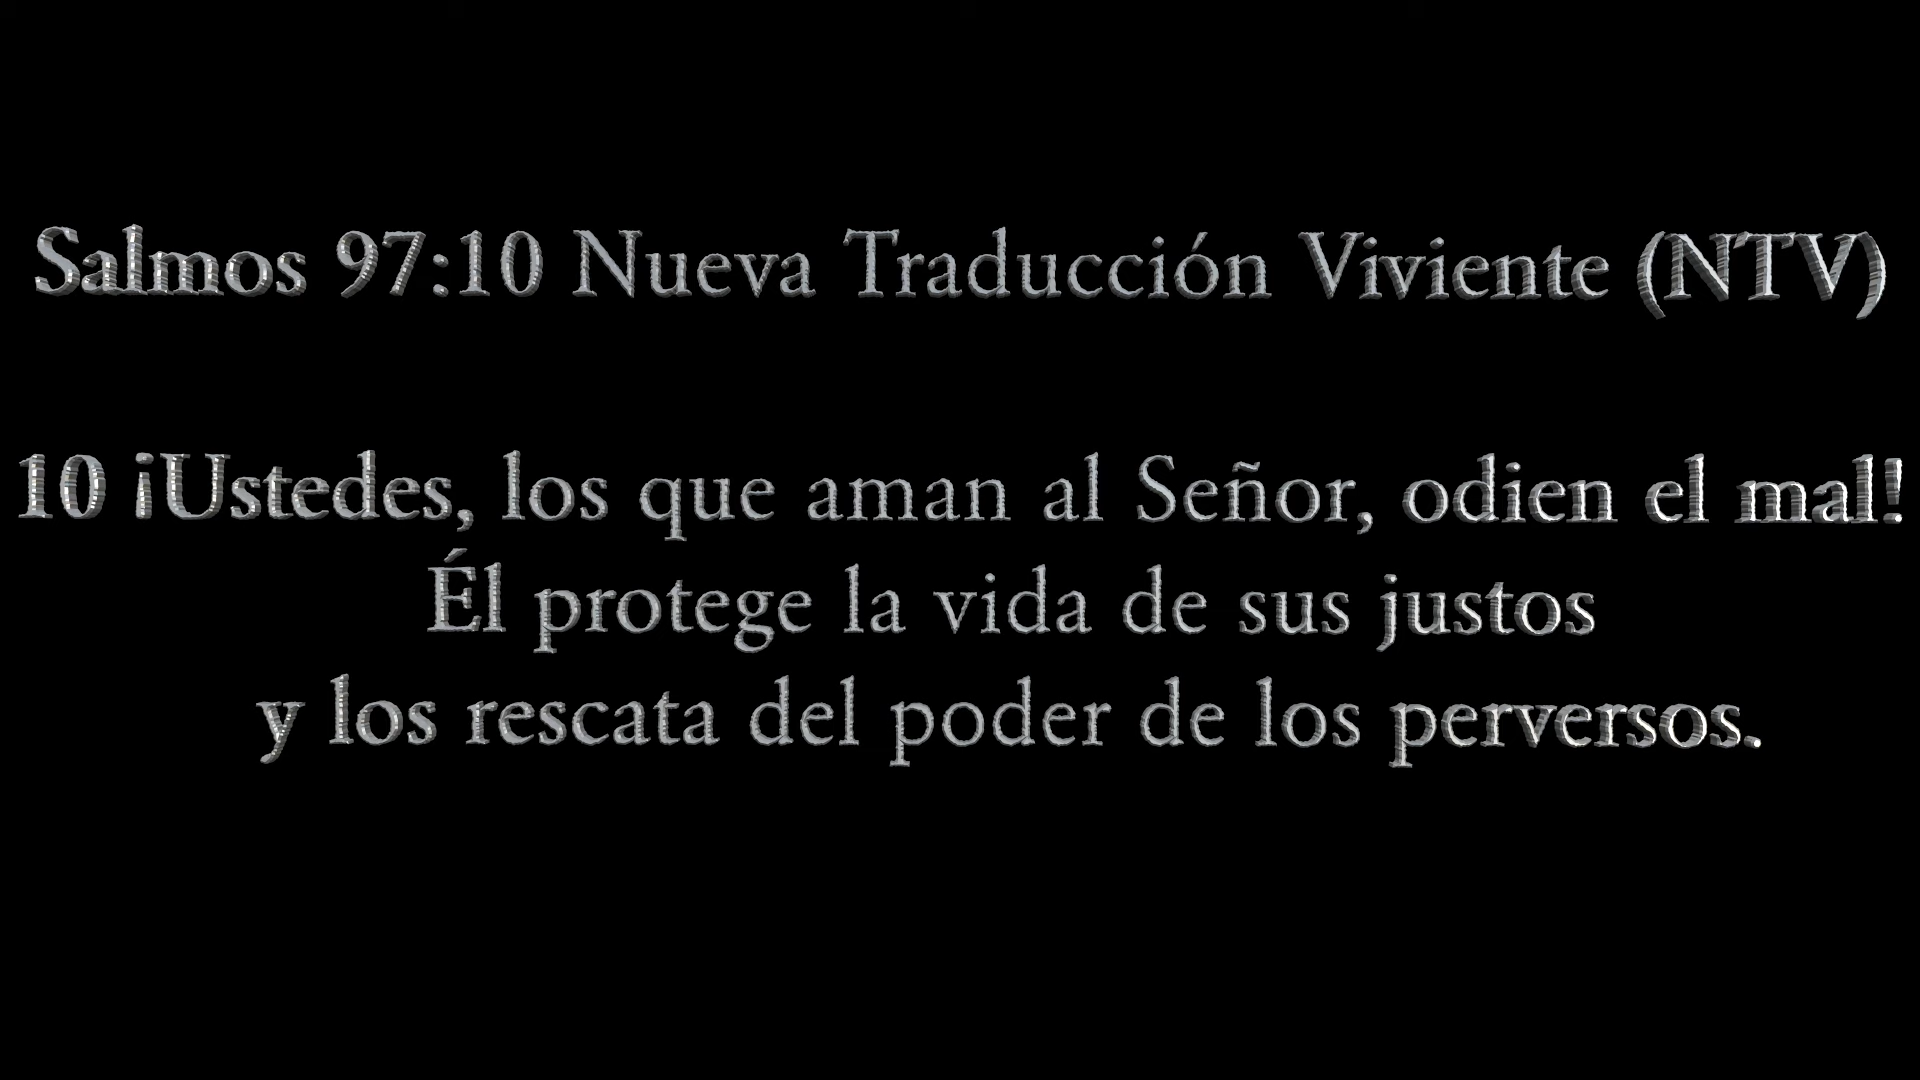 Salmos 97:10 Nueva Traducción Viviente (NTV)
10 ¡Ustedes, los que aman al Señor, odien el mal!
Él protege la vida de sus justos
y los rescata del poder de los perversos.